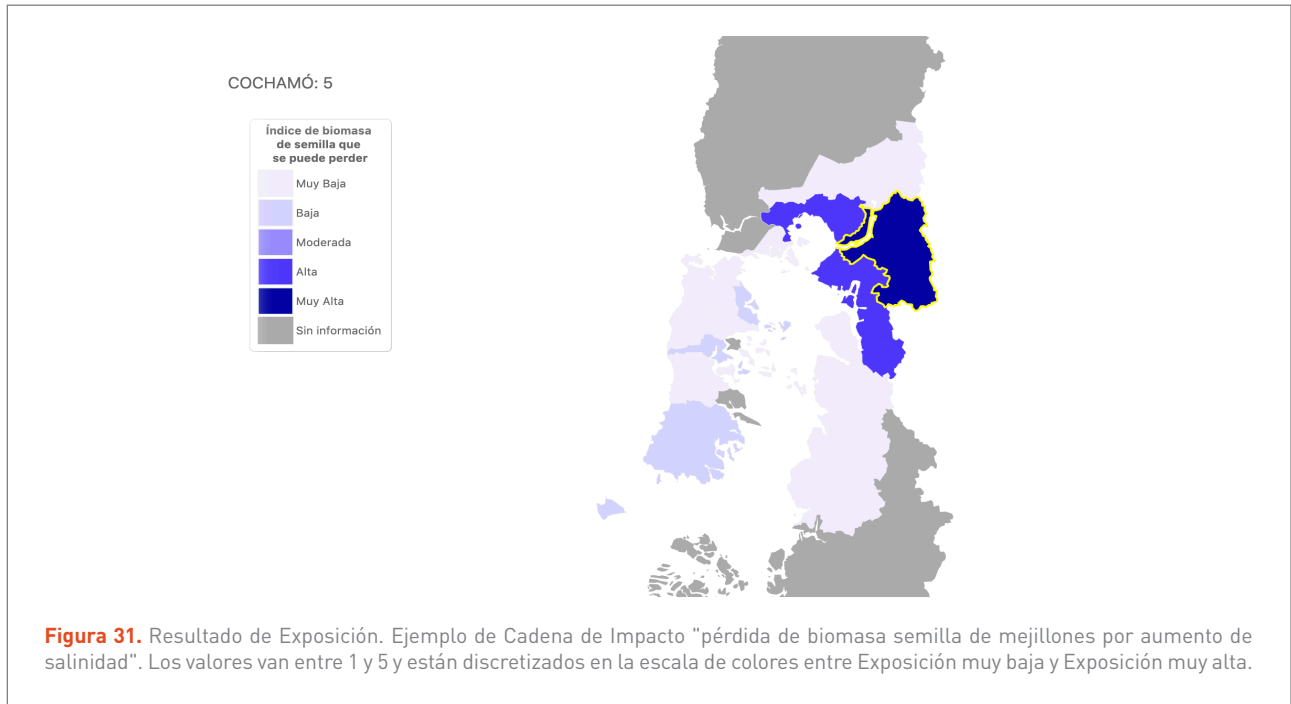 COCHAMÓ: 5
Índice de biomasa
de semilla que
se puede perder
Muy Baja
Baja
Moderada
Alta
Muy Alta
Sin información
Figura 31. Resultado de Exposición. Ejemplo de Cadena de Impacto "pérdida de biomasa semilla de mejillones por aumento de
salinidad". Los valores van entre 1 y 5 y están discretizados en la escala de colores entre Exposición muy baja y Exposición muy alta.